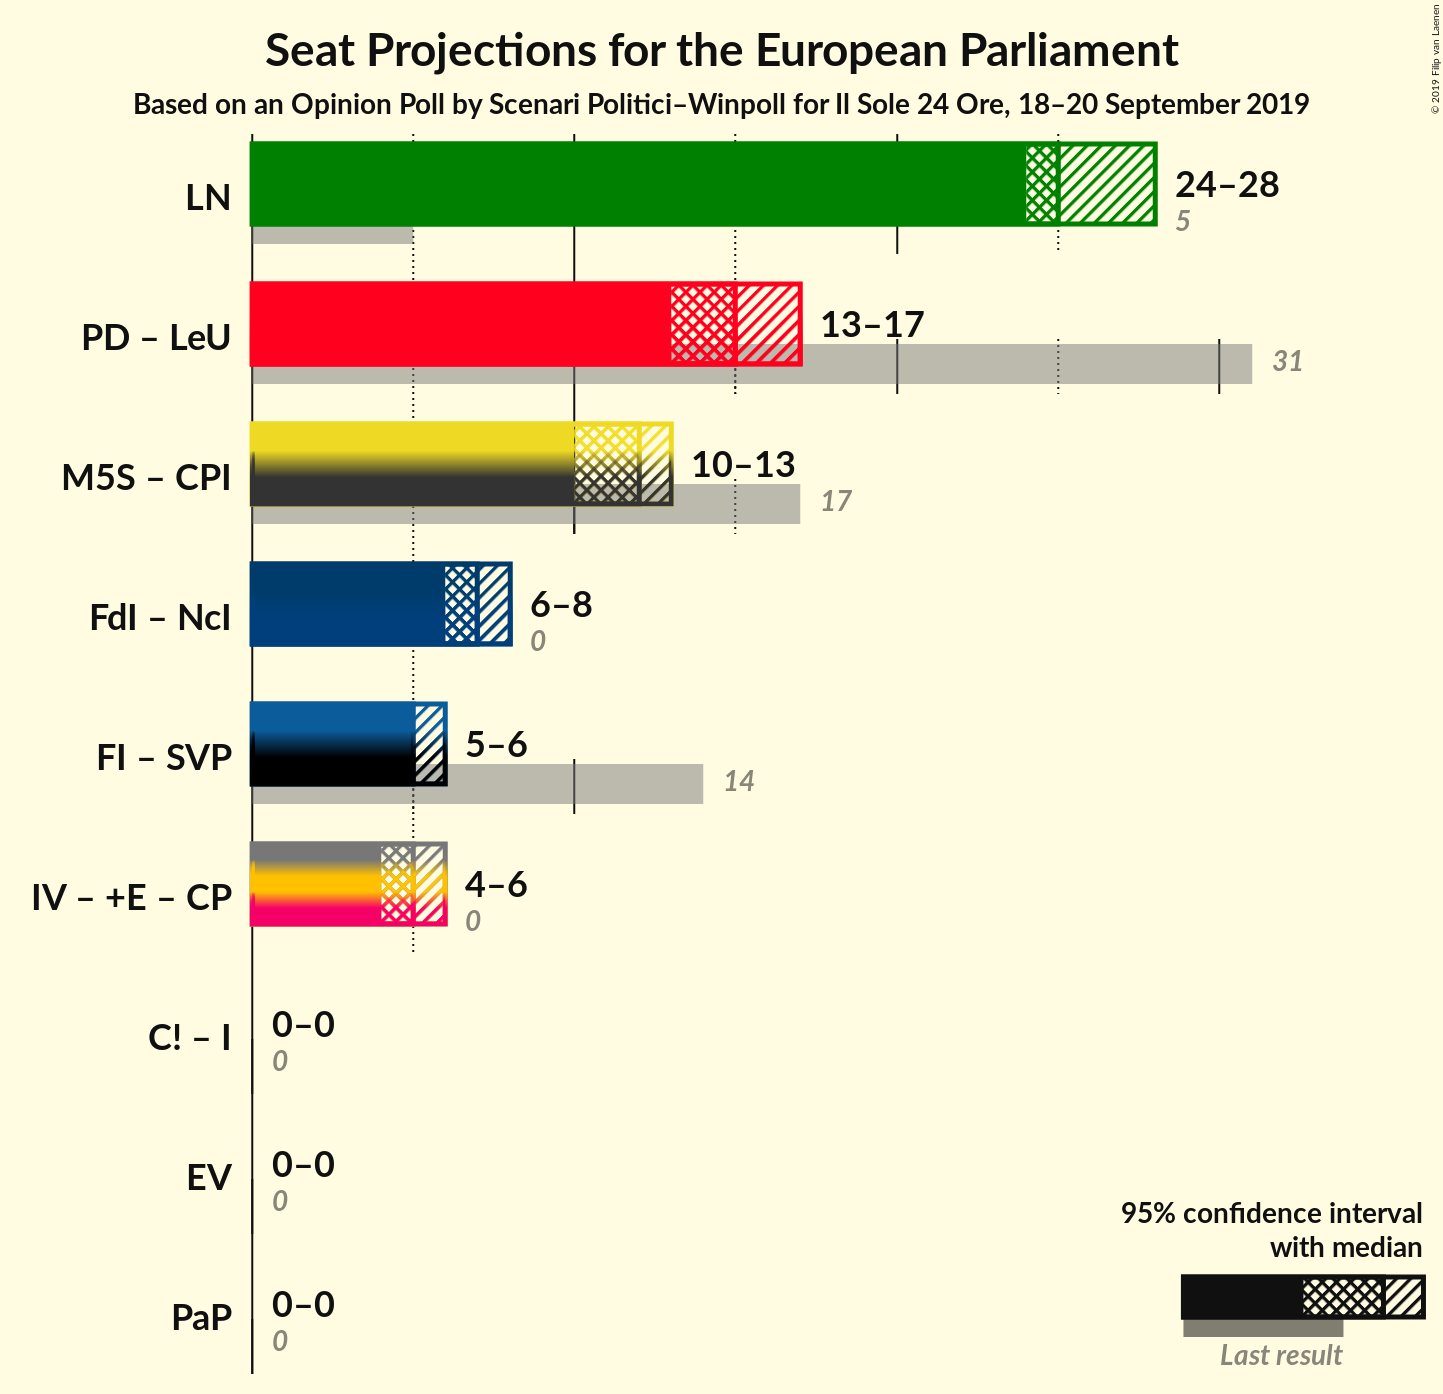 Seat Projections for the European Parliament
Based on an Opinion Poll by Scenari Politici–Winpoll for Il Sole 24 Ore, 18–20 September 2019
© 2019 Filip van Laenen
LN
24–28
5
PD – LeU
13–17
31
M5S – CPI
10–13
17
FdI – NcI
6–8
0
FI – SVP
5–6
14
IV – +E – CP
4–6
0
C! – I
0–0
0
EV
0–0
0
PaP
0–0
0
95% confidence interval
with median
Last result